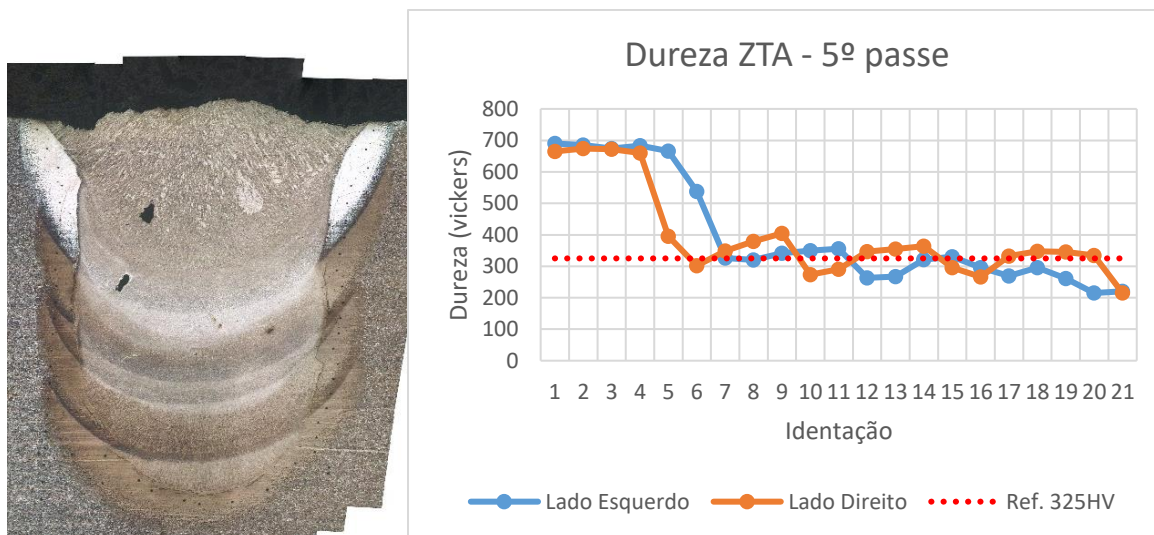 Dureza ZTA - 5º passe
Dureza (vickers)
800
700
600
500
400
300
200
100
0
1 2 3 4 5 6 7 8 9 10 11 12 13 14 15 16 17 18 19 20 21
Identação
Lado Esquerdo Lado Direito Ref. 325HV